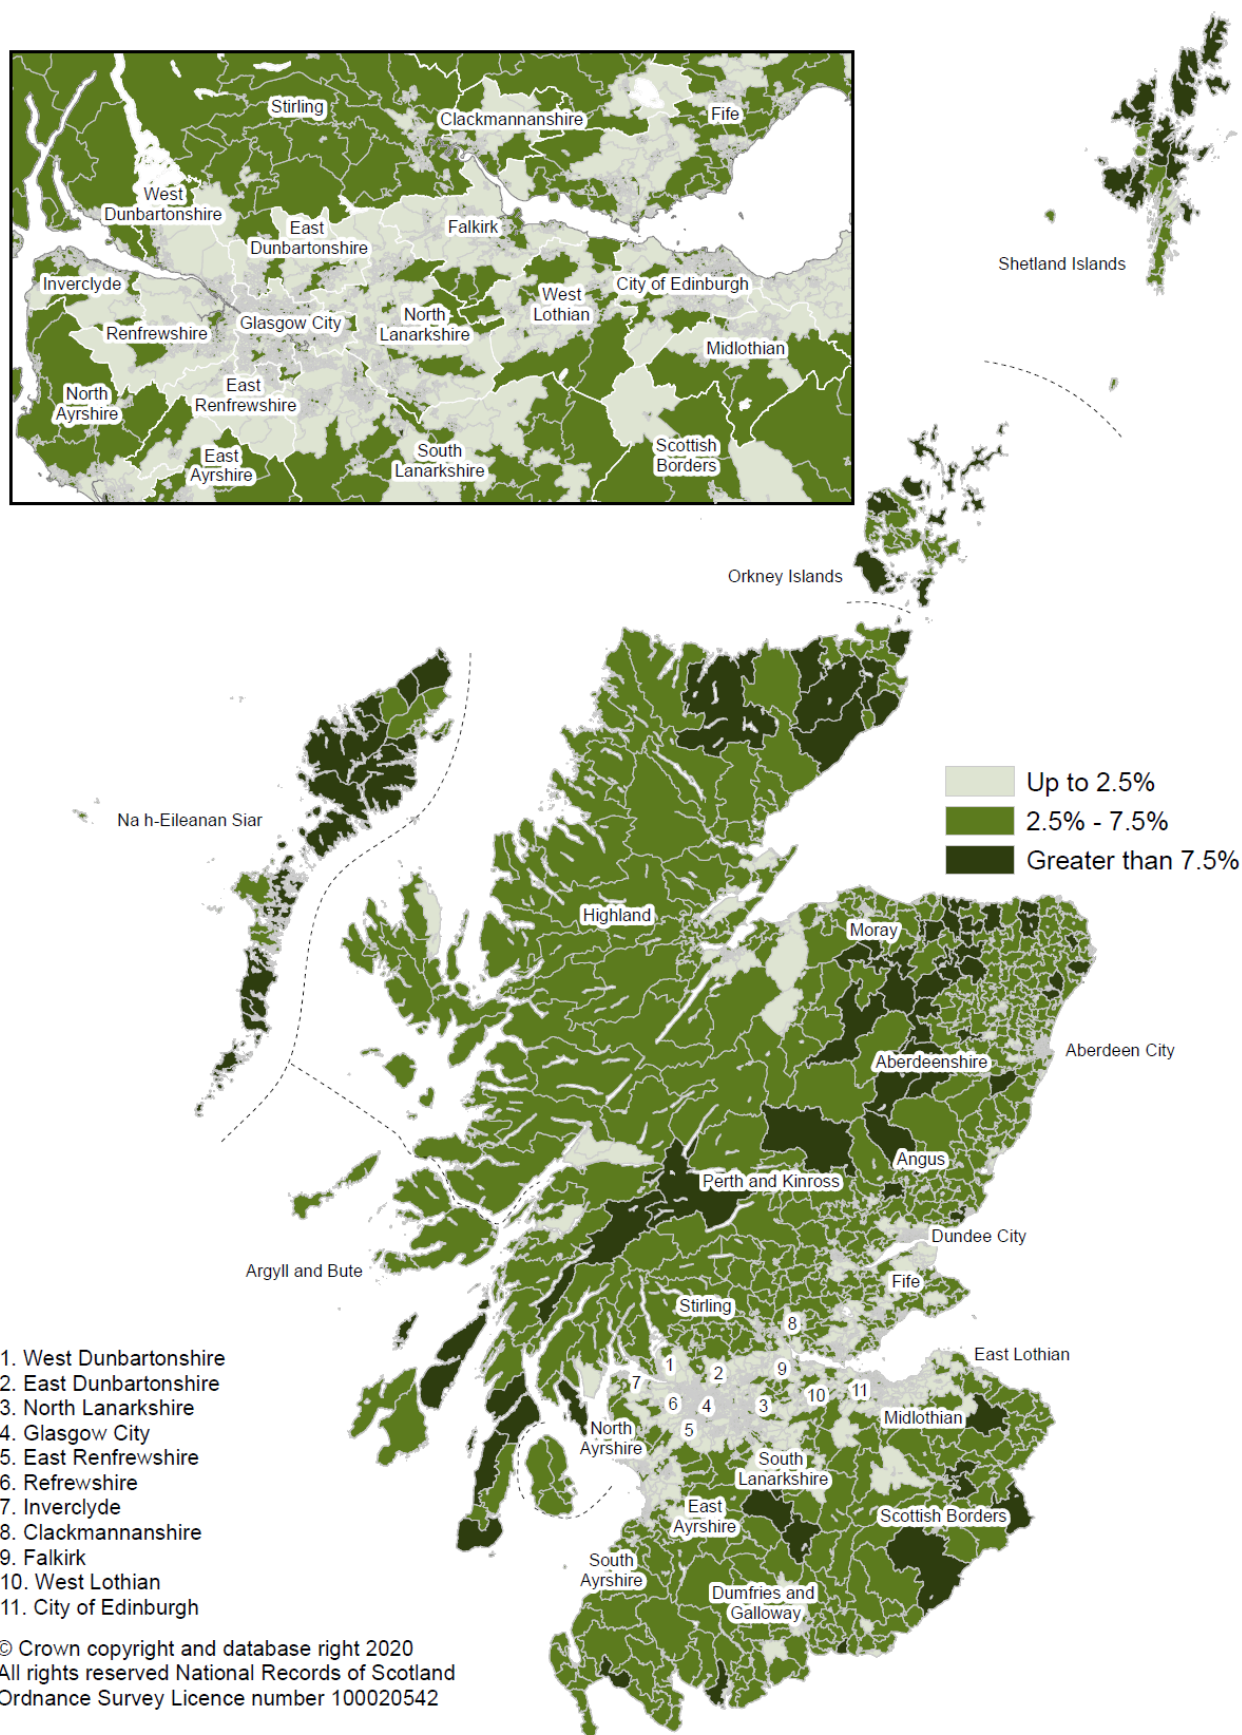 Stirling
Clackmannanshire
Fife
West
Dunbartonshire
East
Dunbartonshire
Falkirk
Inverclyde
City of Edinburgh
West
Lothian
Glasgow City
North
Lanarkshire
Renfrewshire
Midlothian
North
Ayrshire
East
Renfrewshire
East
Ayrshire
South
Lanarkshire
Scottish
Borders
Shetland Islands
Orkney Islands
Up to 2.5%
2.5% - 7.5%
Greater than 7.5%
Na h-Eileanan Siar
Highland
Moray
Aberdeenshire
Aberdeen City
Angus
Perth and Kinross
Dundee City
Argyll and Bute
Fife
Stirling
8
East Lothian
1
2
9
7
10
11
6
4
3
5
Midlothian
North
Ayrshire
South
Lanarkshire
East
Ayrshire
Scottish Borders
South
Ayrshire
Dumfries and
Galloway
1. West Dunbartonshire
2. East Dunbartonshire
3. North Lanarkshire
4. Glasgow City
5. East Renfrewshire
6. Refrewshire
7. Inverclyde
8. Clackmannanshire
9. Falkirk
10. West Lothian
11. City of Edinburgh
© Crown copyright and database right 2020
All rights reserved National Records of Scotland
Ordnance Survey Licence number 100020542